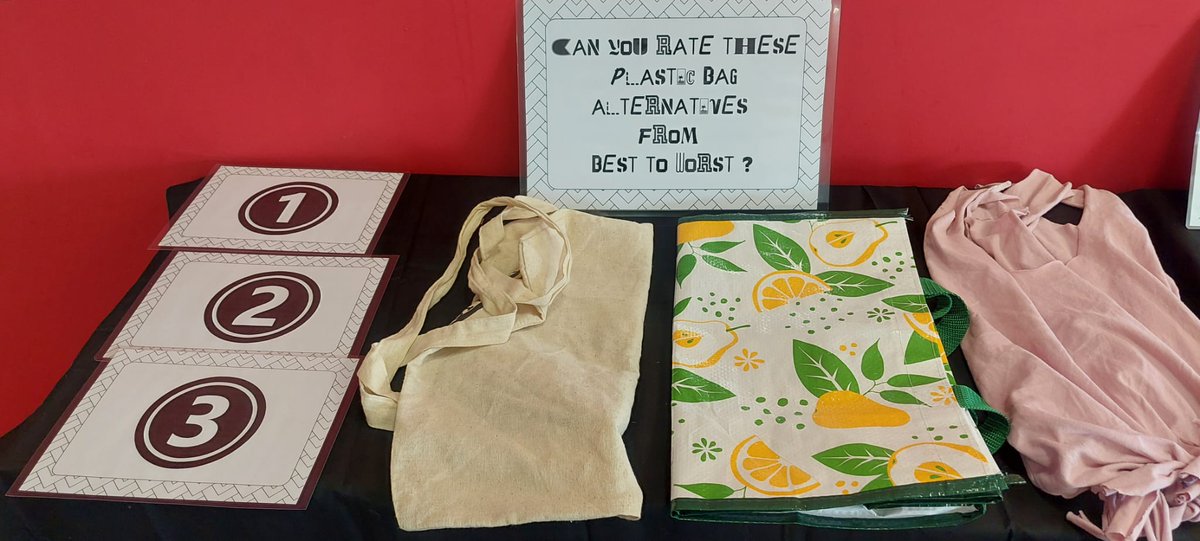 CAN YOU RATE THESE
PLASTIC BAG
ALTERNATIVES
FROM
BEST TO WORST ?
1
2
3